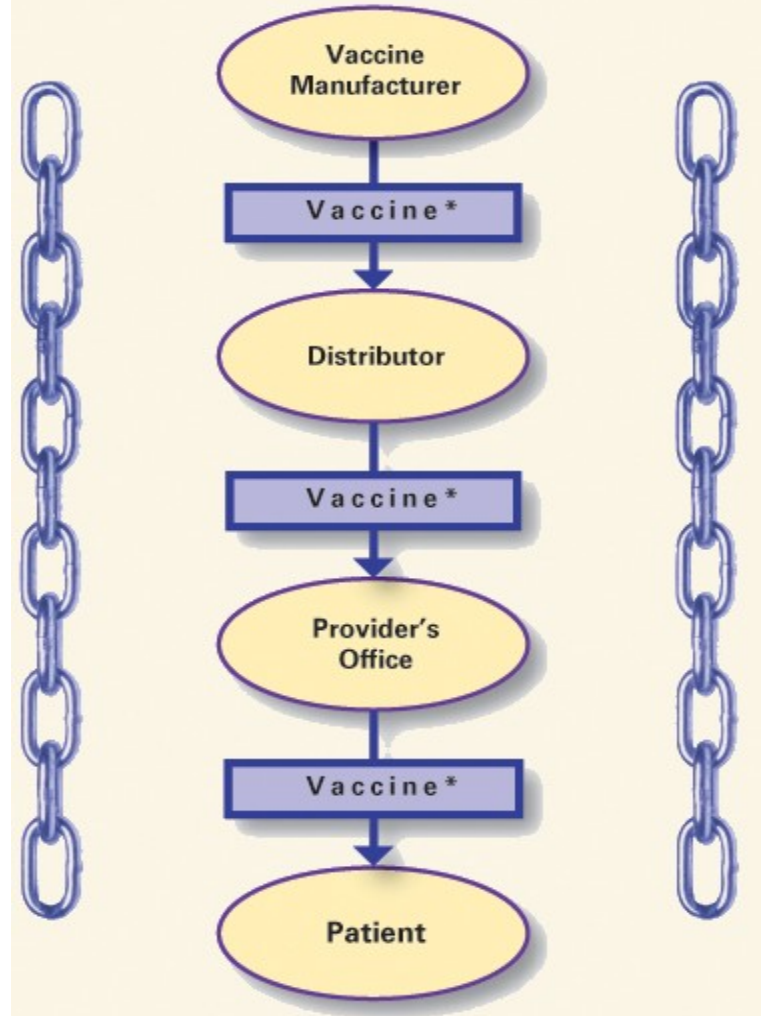 Vaccine
Manufacturer
Vaccine*
Distributor
Vaccine*
Provider's
Office
Vaccine*
Patient